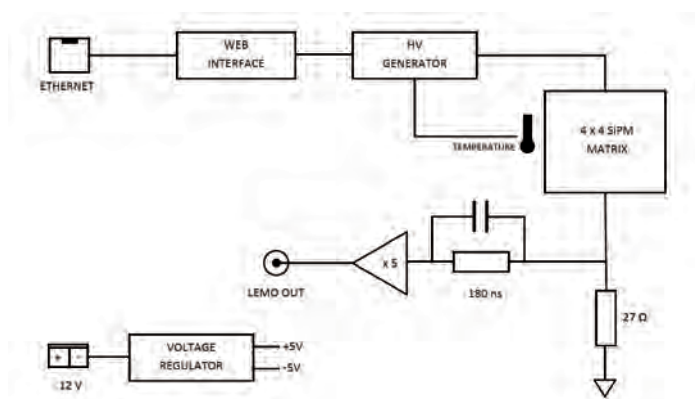 WEB
INTERFACE
HV
GENERATOR
ETHERNET
TEMPERATURE
4 x 4 SiPM
MATRIX
x 5
LEMO OUT
180 ns
27 Ω
+ -
12 V
VOLTAGE
REGULATOR
+5V
-5V